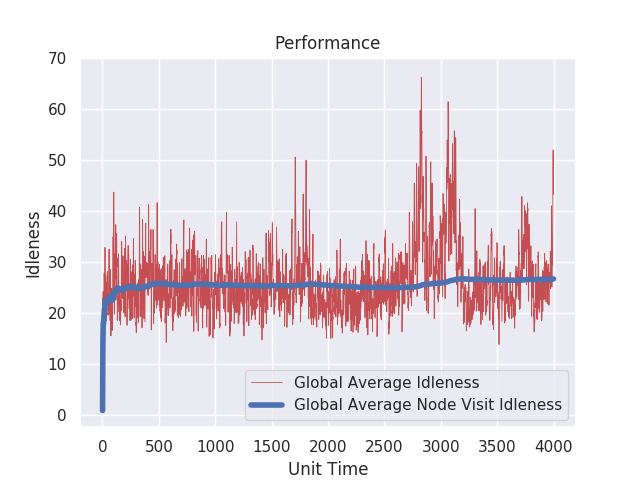 Performance
70
60
50
40
30
20
10
0
Idleness
0 500 1000 1500 2000 2500 3000 3500 4000
Unit Time
Global Average Idleness
Global Average Node Visit Idleness